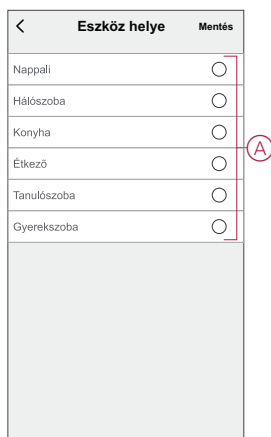 Eszköz helye Mentés
Nappali
Hálószoba
Konyha
A
Étkező
Tanulószoba
Gyerekszoba